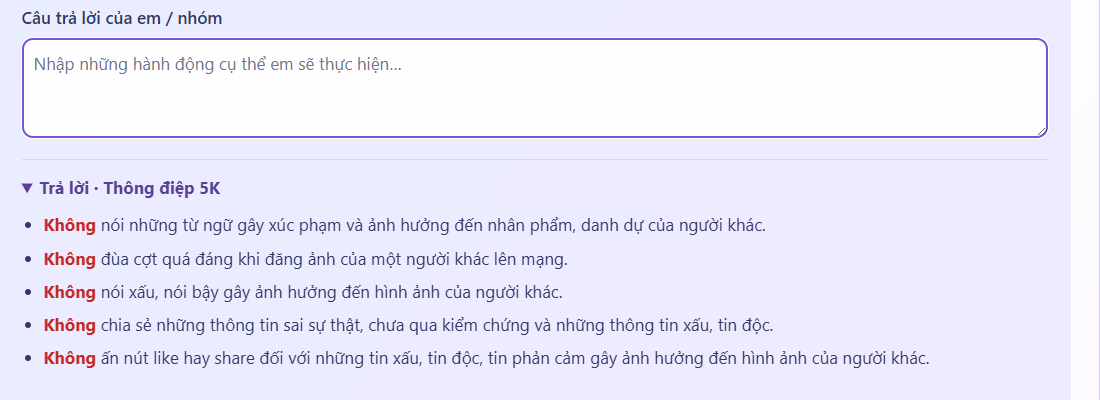 Câu trả lời của em / nhóm
Nhập những hành động cụ thể em sẽ thực hiện...
▼ Trả lời · Thông điệp 5K
• Không nói những từ ngữ gây xúc phạm và ảnh hưởng đến nhân phẩm, danh dự của người khác.
• Không đùa cợt quá đáng khi đăng ảnh của một người khác lên mạng.
• Không nói xấu, nói bậy gây ảnh hưởng đến hình ảnh của người khác.
• Không chia sẻ những thông tin sai sự thật, chưa qua kiểm chứng và những thông tin xấu, tin độc.
• Không ấn nút like hay share đối với những tin xấu, tin độc, tin phản cảm gây ảnh hưởng đến hình ảnh của người khác.